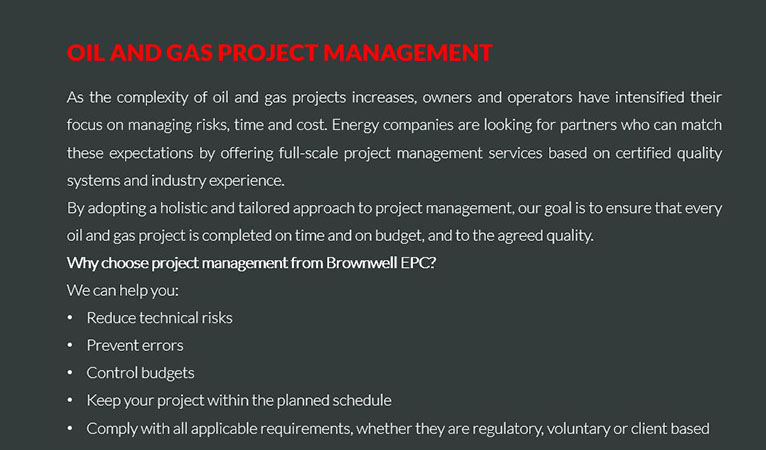 OIL AND GAS PROJECT MANAGEMENT
As the complexity of oil and gas projects increases, owners and operators have intensified their
focus on managing risks, time and cost. Energy companies are looking for partners who can match
these expectations by offering full-scale project management services based on certified quality
systems and industry experience.
By adopting a holistic and tailored approach to project management, our goal is to ensure that every
oil and gas project is completed on time and on budget, and to the agreed quality.
Why choose project management from Brownwell EPC?
We can help you:
• Reduce technical risks
• Prevent errors
• Control budgets
• Keep your project within the planned schedule
• Comply with all applicable requirements, whether they are regulatory, voluntary or client based